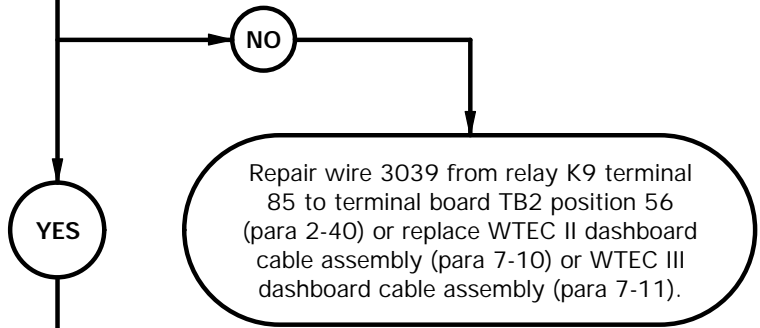 NO
YES
Repair wire 3039 from relay K9 terminal
85 to terminal board TB2 position 56
(para 2-40) or replace WTEC II dashboard
cable assembly (para 7-10) or WTEC III
dashboard cable assembly (para 7-11).